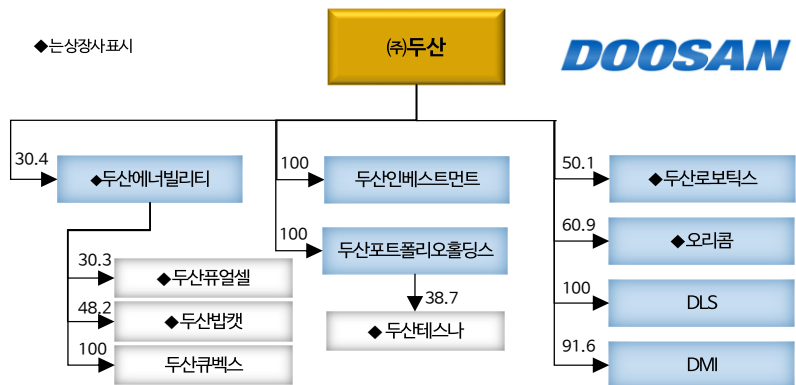 ◆는 상장사 표시
㈜두산
DOOSAN
30.4
◆두산에너빌리티
30.3
◆두산퓨얼셀
48.2
◆두산밥캣
100
두산큐벡스
100
두산인베스트먼트
100
두산포트폴리오홀딩스
38.7
◆ 두산테스나
50.1
◆두산로보틱스
60.9
◆오리콤
100
DLS
91.6
DMI